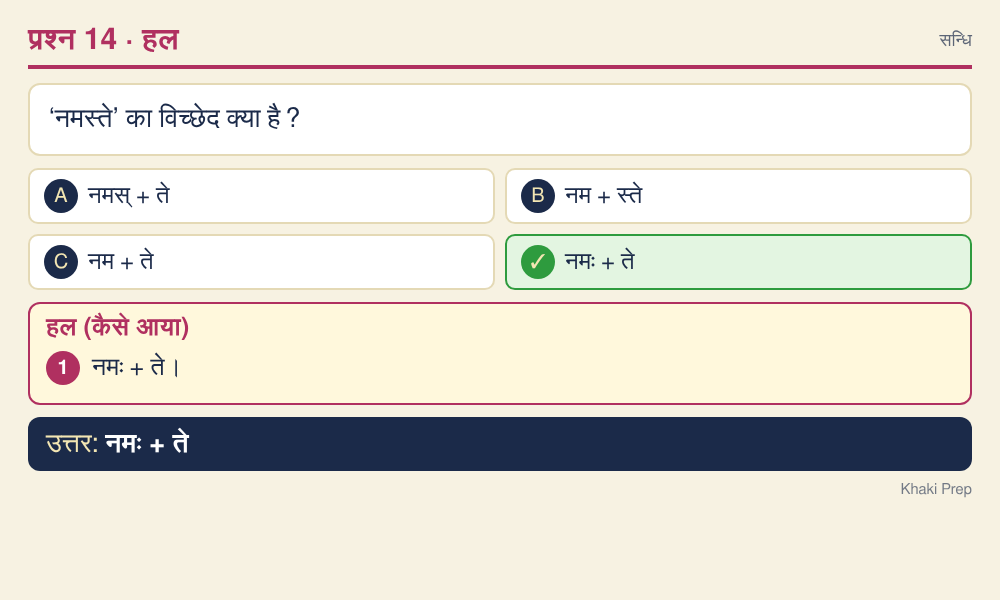 प्रश्न 14 · हल
सन्धि
‘नमस्ते’ का विच्छेद क्या है ?
A नमस् + ते
B नम + स्ते
C नम + ते
✓ नमः + ते
हल (कैसे आया)
1 नमः + ते।
उत्तर: नमः + ते
Khaki Prep